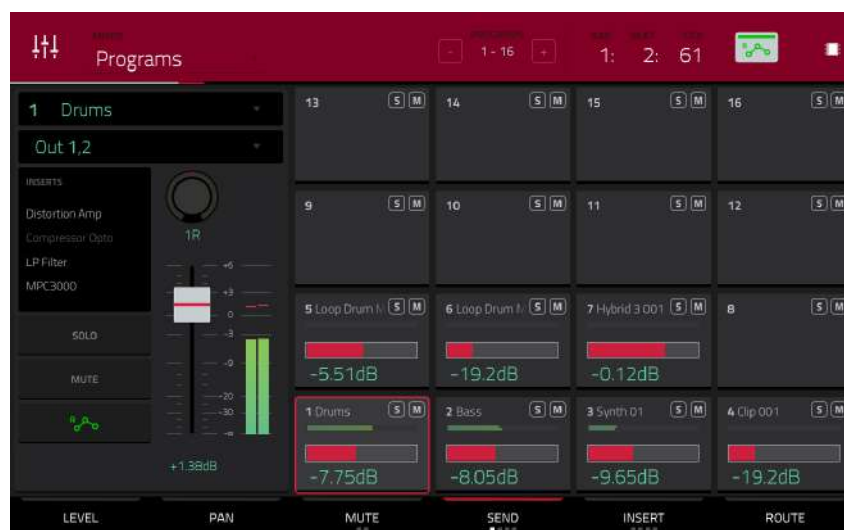 Programs
- 1 - 16 +
1: 2: 61
1 Drums
Out 1,2
INSERTS
Distortion Amp
Compressor Opto
LP Filter
MPC3000
1R
+6
+3
0
-3
-9
-20
-30
-∞
+1.38dB
SOLO
MUTE
R
13 S M
14 S M
15 S M
16 S M
9 S M
10 S M
11 S M
12 S M
5 Loop Drum S M
6 Loop Drum S M
7 Hybrid 3 001 S M
8 S M
-5.51dB
-19.2dB
-0.12dB
1 Drums S M
2 Bass S M
3 Synth 01 S M
4 Clip 001 S M
-7.75dB
-8.05dB
-9.65dB
-19.2dB
LEVEL
PAN
MUTE
SEND
INSERT
ROUTE